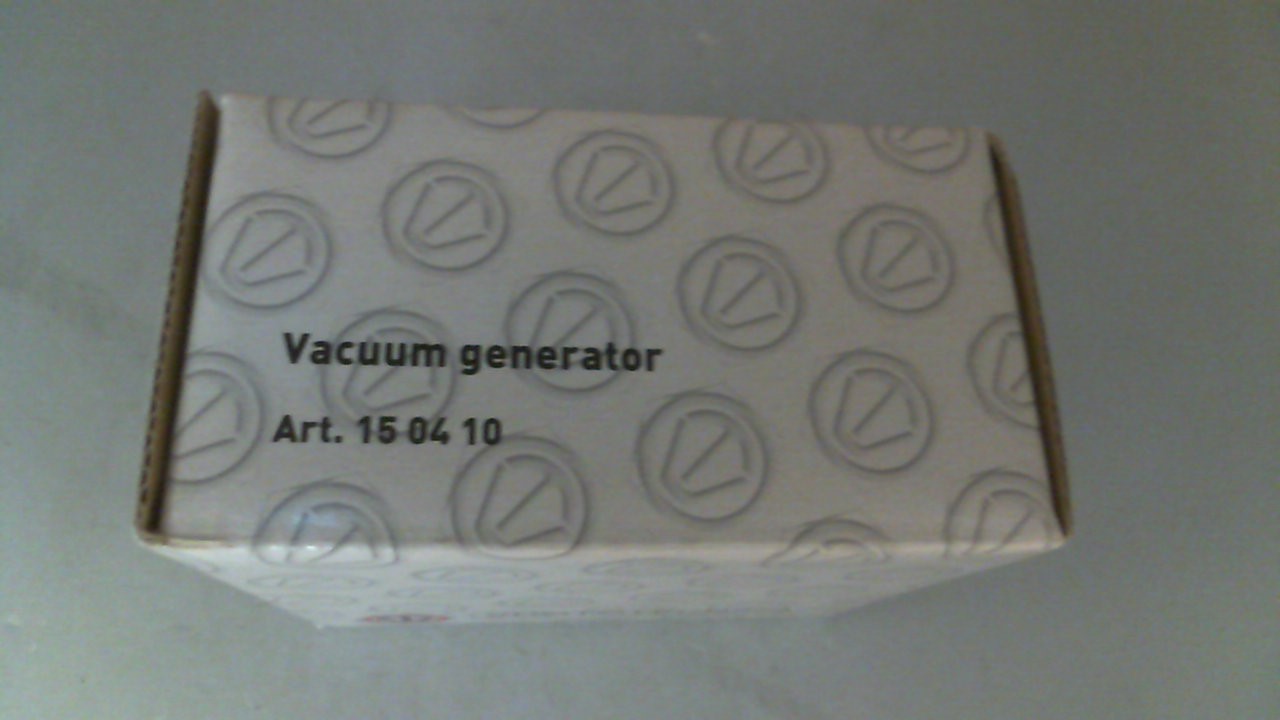 Vacuum generator
Art. 15 04 10